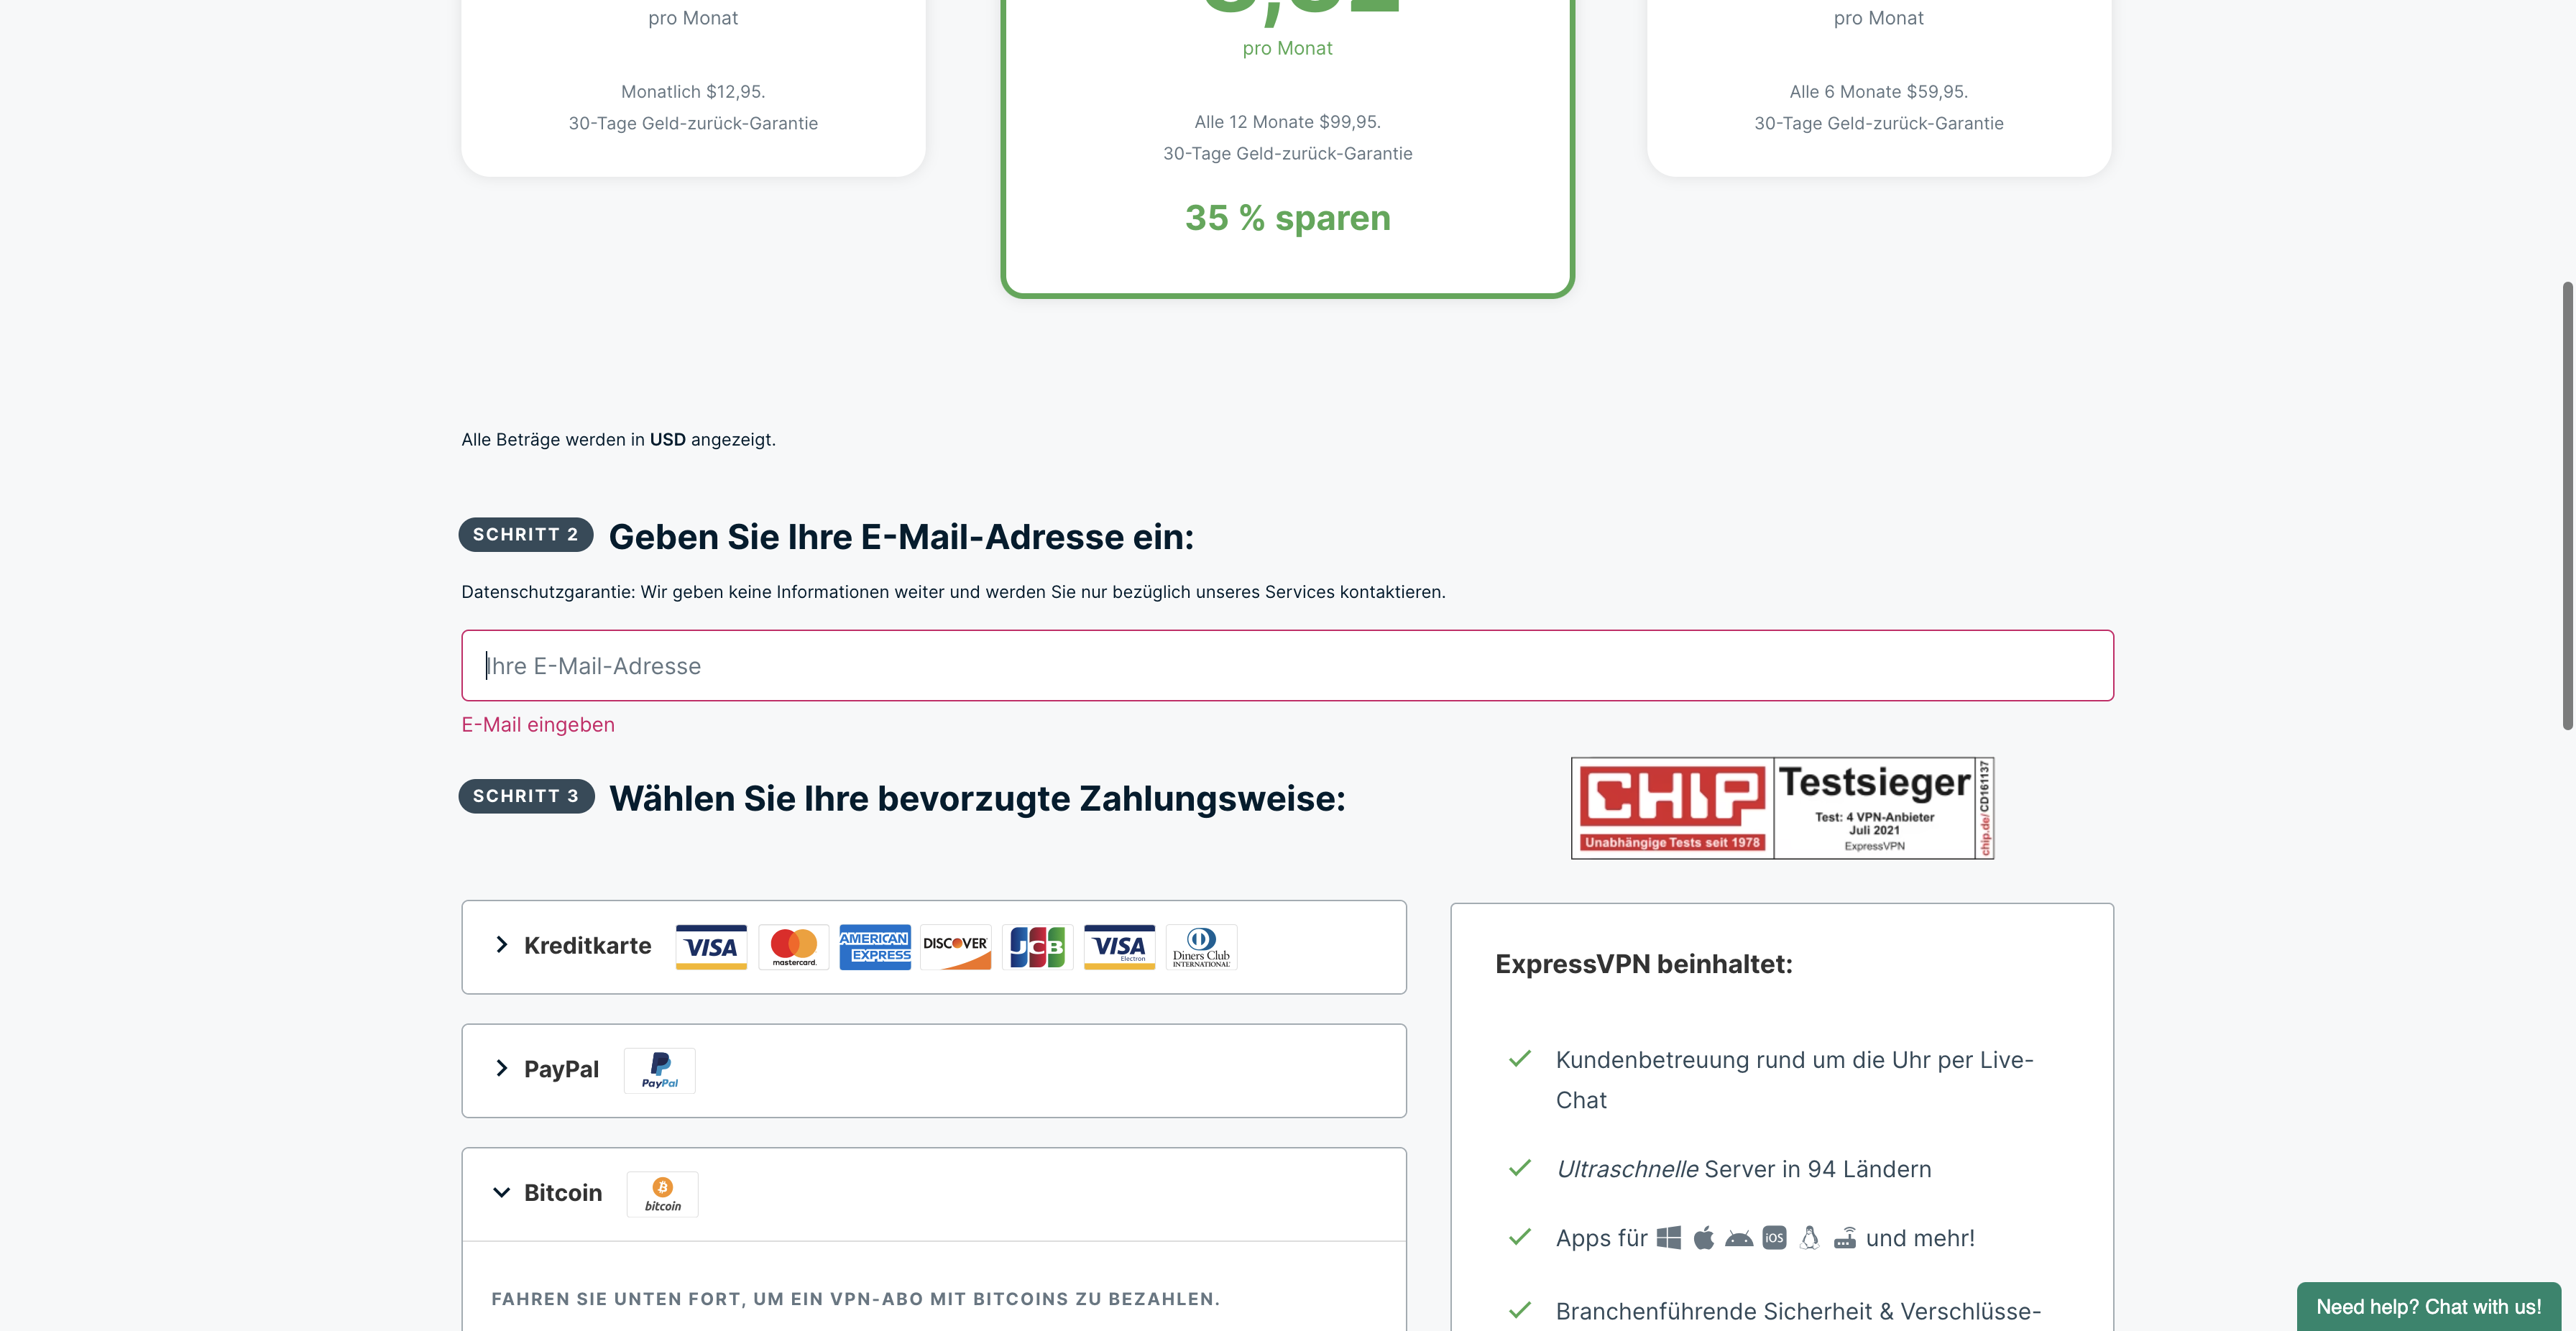 pro Monat
Monatlich $12,95.
30-Tage Geld-zurück-Garantie
pro Monat
Alle 12 Monate $99,95.
30-Tage Geld-zurück-Garantie
35 % sparen
pro Monat
Alle 6 Monate $59,95.
30-Tage Geld-zurück-Garantie
Alle Beträge werden in USD angezeigt.
SCHRITT 2 Geben Sie Ihre E-Mail-Adresse ein:
Datenschutzgarantie: Wir geben keine Informationen weiter und werden Sie nur bezüglich unseres Services kontaktieren.
Ihre E-Mail-Adresse
E-Mail eingeben
SCHRITT 3 Wählen Sie Ihre bevorzugte Zahlungsweise:
CHIP
Unabhängige Tests seit 1978
Testsieger
Test: 4 VPN-Anbieter
Juli 2021
ExpressVPN
chip.de/CD161137
Kreditkarte VISA mastercard. AMERICAN EXPRESS DISCOVER JCB VISA Electron Diners Club INTERNATIONAL
PayPal PayPal
Bitcoin bitcoin
FAHREN SIE UNTEN FORT, UM EIN VPN-ABO MIT BITCOINS ZU BEZAHLEN.
ExpressVPN beinhaltet:
Kundenbetreuung rund um die Uhr per Live-
Chat
Ultraschnelle Server in 94 Ländern
Apps für iOS und mehr!
Branchenführende Sicherheit & Verschlüsse-
Need help? Chat with us!